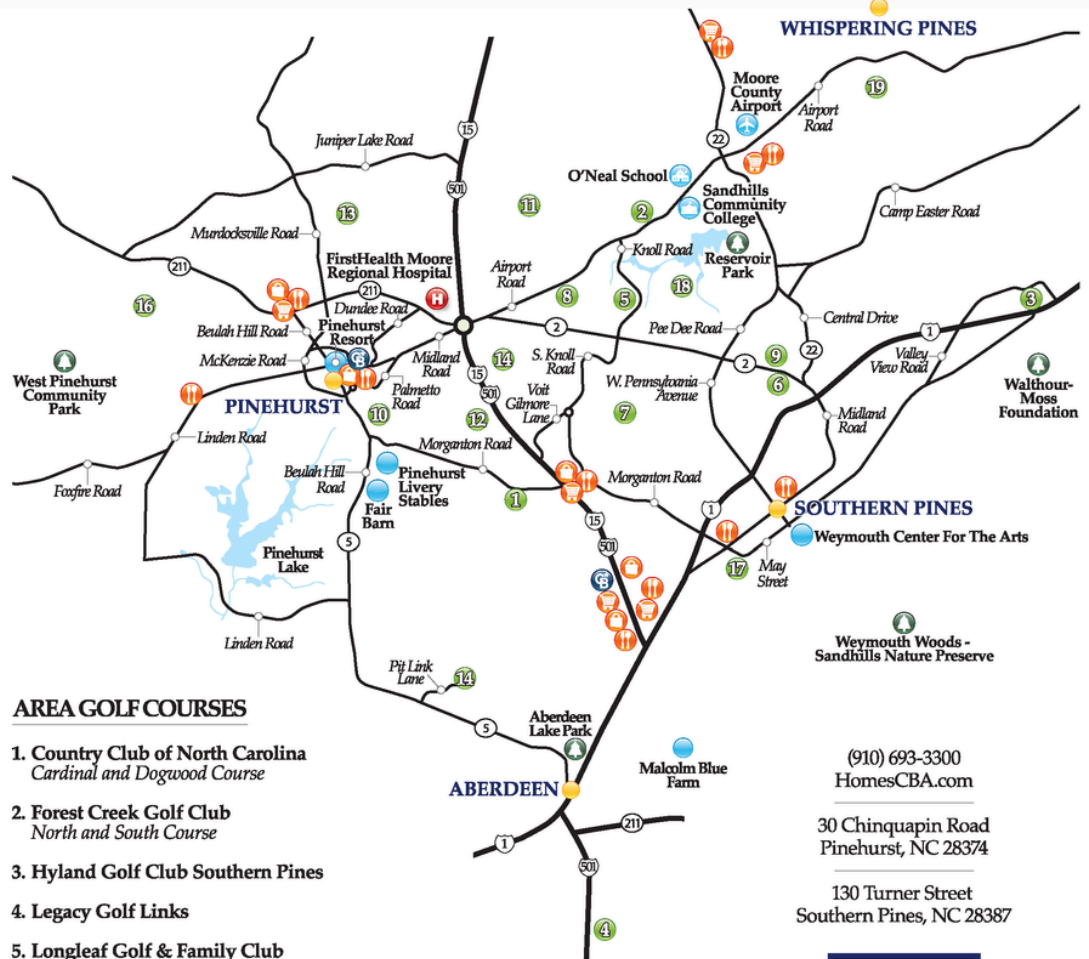 WHISPERING PINES
Moore
County
Airport
19
Airport
Road
22
15
Juniper Lake Road
501
O'Neal School
Sandhills
Community
College
Camp Easter Road
13
11
2
Murdocksville Road
Knoll Road
Reservoir
Park
211
FirstHealth Moore
Regional Hospital
H
Airport
Road
211
Dundee Road
16
8
5
18
3
Beulah Hill Road
Pinehurst
Resort
CB
Midland
Road
2
Pee Dee Road
Central Drive
1
McKenzie Road
14
S. Knoll
Road
2
9
22
Valley
View Road
West Pinehurst
Community
Park
15
501
Voit
Gilmore
Lane
W. Pennsylvania
Avenue
6
Walthour-
Moss
Foundation
PINEHURST
10
Palmetto
Road
12
7
Midland
Road
Linden Road
Morganton Road
Foxfire Road
Beulah Hill
Road
Pinehurst
Livery
Stables
Fair
Barn
1
Morganton Road
15
501
1
SOUTHERN PINES
Weymouth Center For The Arts
5
Pinehurst
Lake
CB
17
May
Street
Linden Road
Weymouth Woods -
Sandhills Nature Preserve
Pit Link
Lane
14
5
Aberdeen
Lake Park
Malcolm Blue
Farm
ABERDEEN
1
211
501
4
AREA GOLF COURSES
1. Country Club of North Carolina
Cardinal and Dogwood Course
2. Forest Creek Golf Club
North and South Course
3. Hyland Golf Club Southern Pines
4. Legacy Golf Links
5. Longleaf Golf & Family Club
(910) 693-3300
HomesCBA.com
30 Chinquapin Road
Pinehurst, NC 28374
130 Turner Street
Southern Pines, NC 28387